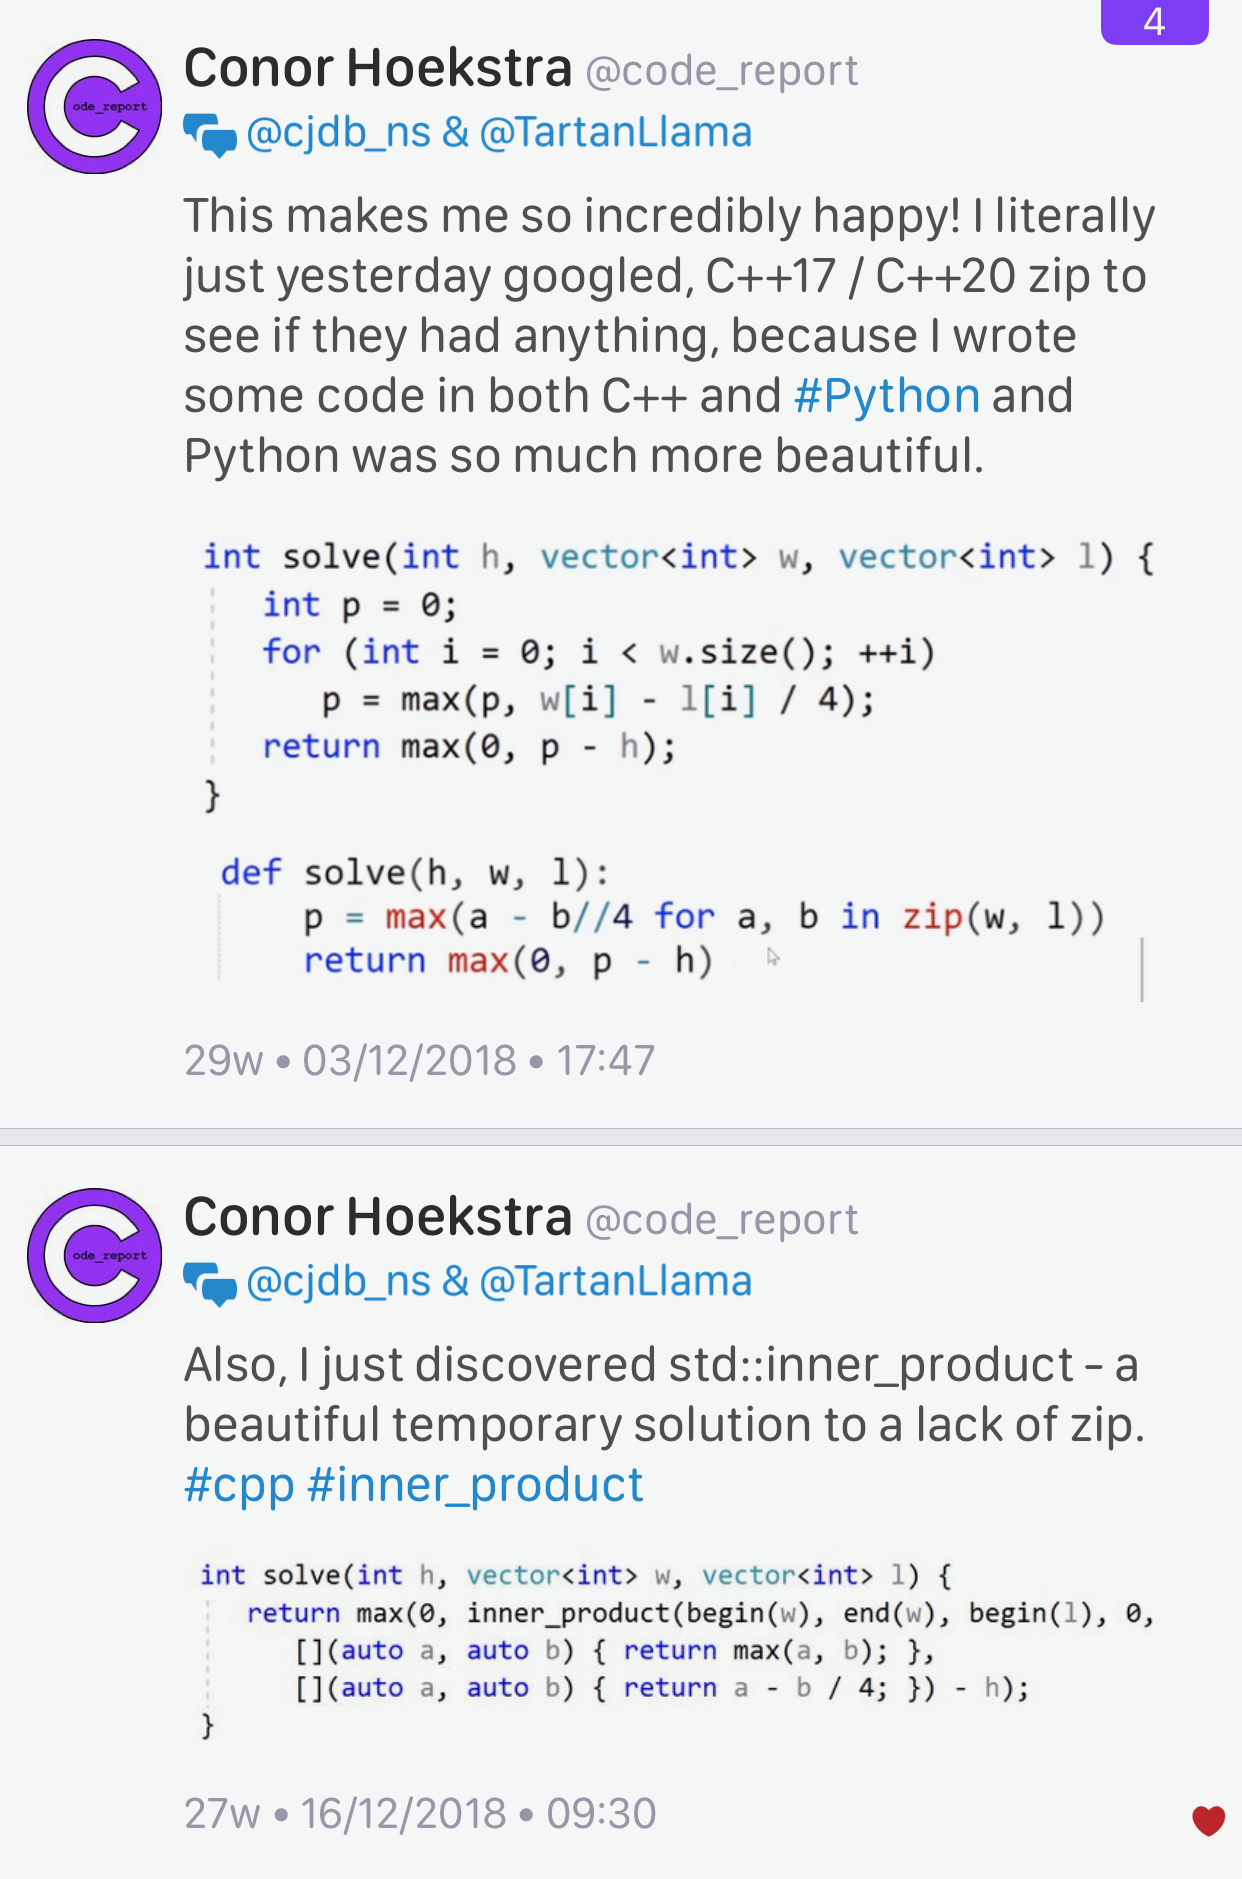 4
Conor Hoekstra @code_report
ode_report
@cjdb_ns & @TartanLlama
This makes me so incredibly happy! I literally
just yesterday googled, C++17 / C++20 zip to
see if they had anything, because I wrote
some code in both C++ and #Python and
Python was so much more beautiful.
int solve(int h, vector<int> w, vector<int> l) {
int p = 0;
for (int i = 0; i < w.size(); ++i)
p = max(p, w[i] - l[i] / 4);
return max(0, p - h);
}
def solve(h, w, l):
p = max(a - b//4 for a, b in zip(w, l))
return max(0, p - h)
29w • 03/12/2018 • 17:47
Conor Hoekstra @code_report
ode_report
@cjdb_ns & @TartanLlama
Also, I just discovered std::inner_product - a
beautiful temporary solution to a lack of zip.
#cpp #inner_product
int solve(int h, vector<int> w, vector<int> l) {
return max(0, inner_product(begin(w), end(w), begin(l), 0,
[](auto a, auto b) { return max(a, b); },
[](auto a, auto b) { return a - b / 4; }) - h);
}
27w • 16/12/2018 • 09:30